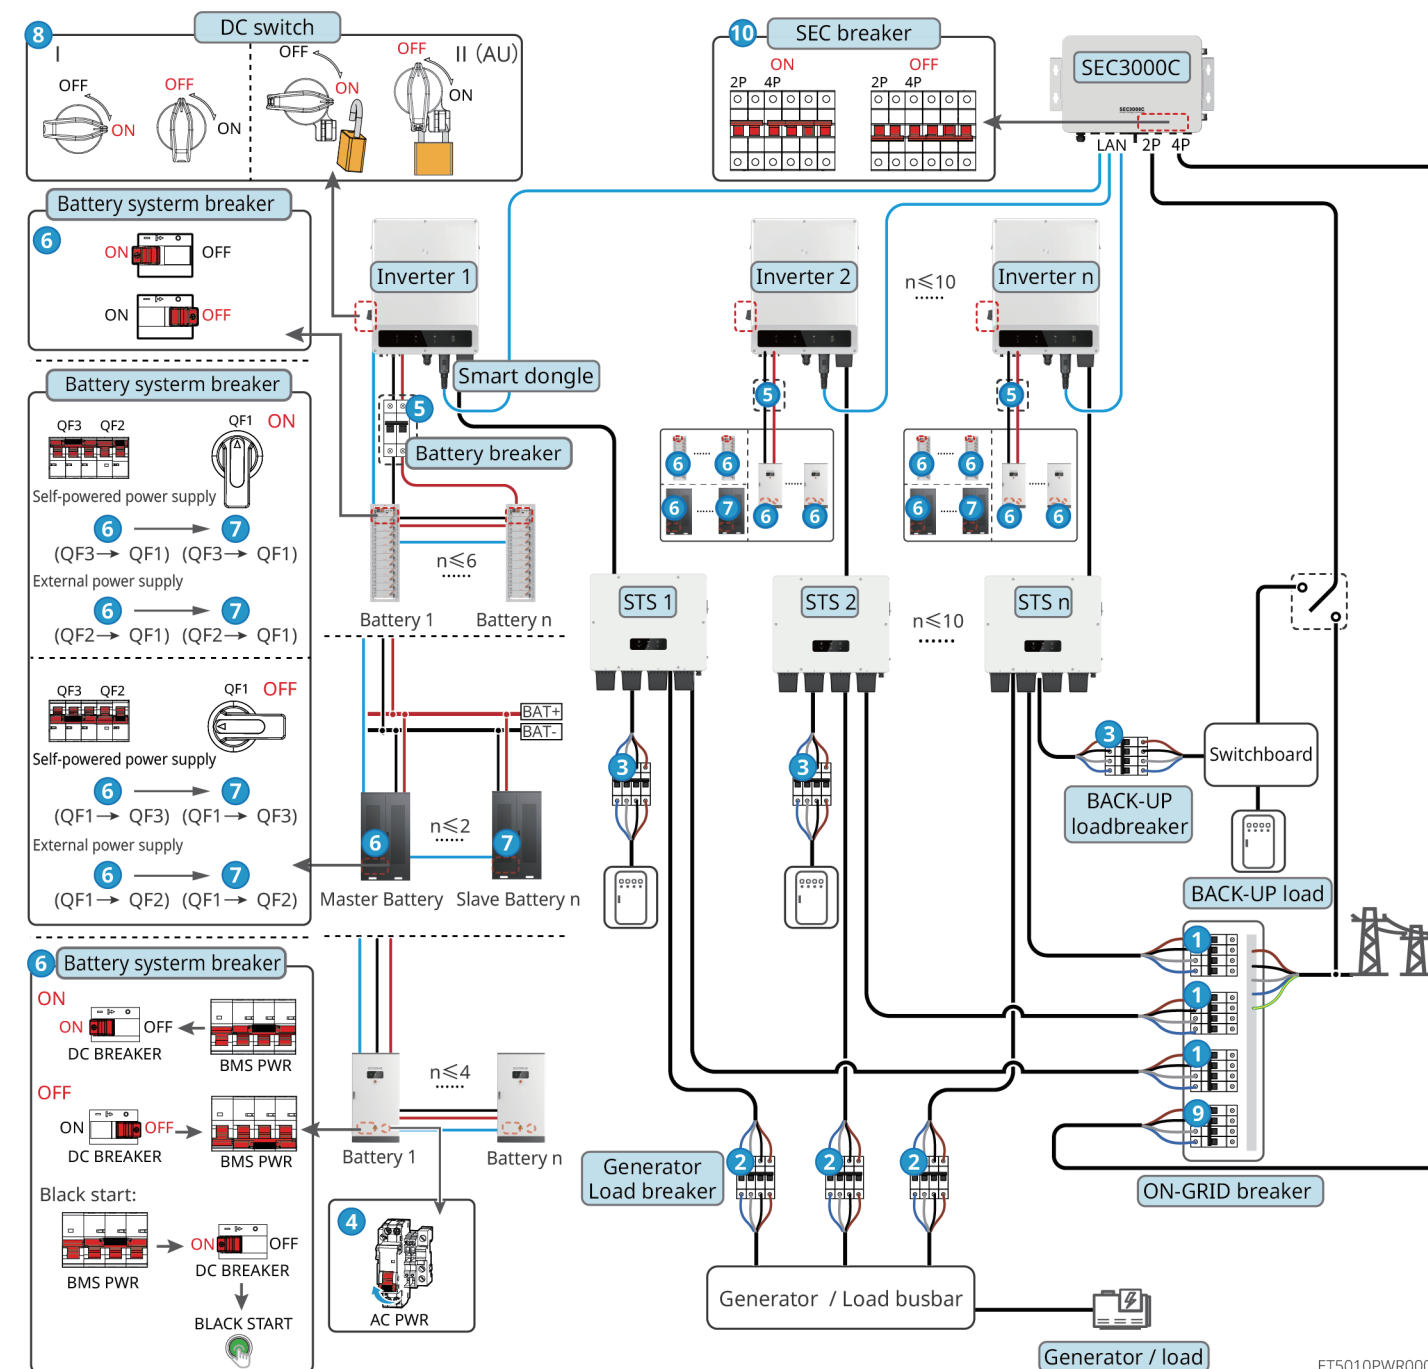 8
DC switch
I
OFF
ON
OFF
ON
OFF
ON
OFF
II (AU)
ON
10
SEC breaker
ON
2P 4P
OFF
2P 4P
SEC3000C
SEC3000C
LAN 2P 4P
Battery systerm breaker
6
ON OFF
ON OFF
Inverter 1
Inverter 2
n≤10
......
Inverter n
Smart dongle
5
Battery breaker
5
5
Battery systerm breaker
QF3 QF2
QF1 ON
Self-powered power supply
6 7
(QF3→ QF1) (QF3→ QF1)
External power supply
6 7
(QF2→ QF1) (QF2→ QF1)
QF3 QF2
QF1 OFF
Self-powered power supply
6 7
(QF1→ QF3) (QF1→ QF3)
External power supply
6 7
(QF1→ QF2) (QF1→ QF2)
n≤6
......
Battery 1 Battery n
6 ...... 6
6 ...... 7
6 ...... 6
6 ...... 6
6 ...... 7
6 ...... 6
STS 1
STS 2
n≤10
......
STS n
BAT+
BAT-
6
n≤2
......
7
Master Battery Slave Battery n
3
3
3
Switchboard
BACK-UP
loadbreaker
BACK-UP load
1
1
1
9
ON-GRID breaker
6
Battery systerm breaker
ON
ON OFF
DC BREAKER
BMS PWR
OFF
ON OFF
DC BREAKER
BMS PWR
Black start:
BMS PWR
ON OFF
DC BREAKER
BLACK START
n≤4
......
Battery 1 Battery n
4
AC PWR
Generator
Load breaker
2
2
2
Generator / Load busbar
Generator / load